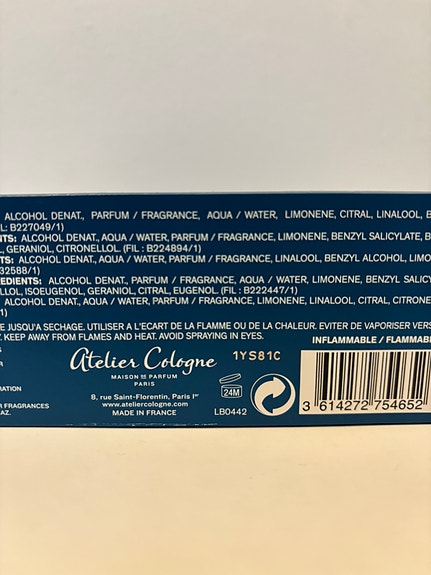 ALCOHOL DENAT., PARFUM / FRAGRANCE, AQUA / WATER, LIMONENE, CITRAL, LINALOOL,
: B227049/1)
NTS: ALCOHOL DENAT., AQUA / WATER, PARFUM / FRAGRANCE, LIMONENE, BENZYL SALICYLATE,
, GERANIOL, CITRONELLOL. (FIL : B224894/1)
TS: ALCOHOL DENAT., AQUA / WATER, PARFUM / FRAGRANCE, LINALOOL, BENZYL ALCOHOL, LIMO
32588/1)
EDIENTS: ALCOHOL DENAT., PARFUM / FRAGRANCE, AQUA / WATER, LIMONENE, BENZYL SALICY
LLOL, ISOEUGENOL, GERANIOL, CITRAL, EUGENOL. (FIL : B222447/1)
ALCOHOL DENAT., AQUA / WATER, PARFUM / FRAGRANCE, LIMONENE, LINALOOL, CITRAL, CITRONE
1)
E JUSQU'A SECHAGE. UTILISER A L'ECART DE LA FLAMME OU DE LA CHALEUR. EVITER DE VAPORISER VERS
. KEEP AWAY FROM FLAMES AND HEAT. AVOID SPRAYING IN EYES.
INFLAMMABLE / FLAMMAB
Atelier Cologne
MAISON DE PARFUM
PARIS
8, rue Saint-Florentin, Paris Ier
www.ateliercologne.com
MADE IN FRANCE
1YS81C
24M
LB0442
3 614272 754652
RATION
R FRAGRANCES
AZ.